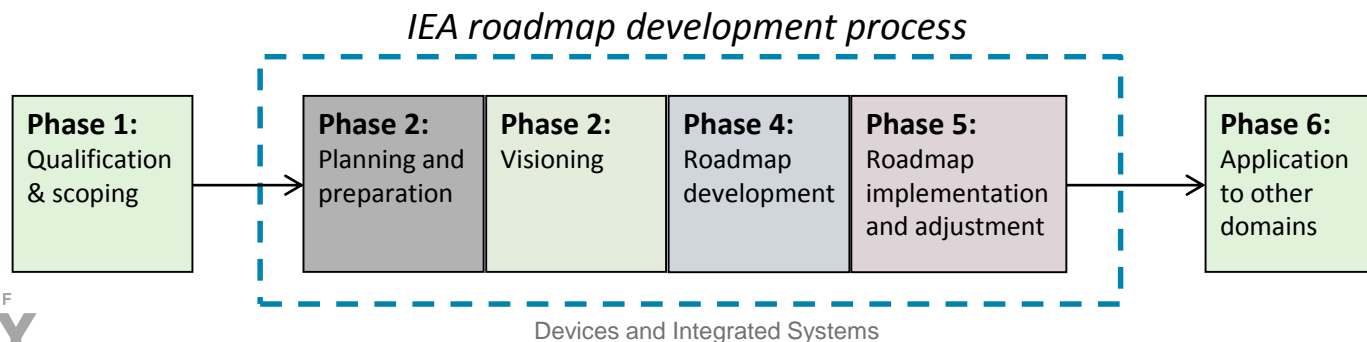 IEA roadmap development process
Phase 1:
Qualification
& scoping
Phase 2:
Planning and
preparation
Phase 2:
Visioning
Phase 4:
Roadmap
development
Phase 5:
Roadmap
implementation
and adjustment
Phase 6:
Application
to other
domains
F
Y
Devices and Integrated Systems